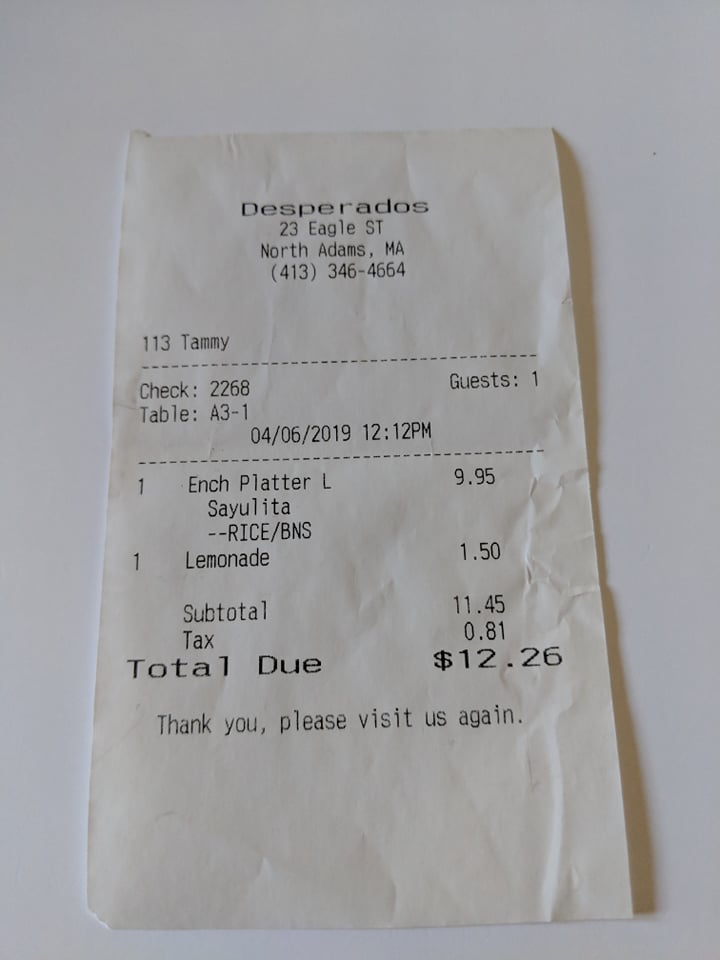 Desperados
23 Eagle ST
North Adams, MA
(413) 346-4664
113 Tammy
Check: 2268 Guests: 1
Table: A3-1
04/06/2019 12:12PM
1 Ench Platter L 9.95
Sayulita
--RICE/BNS
1 Lemonade 1.50
Subtotal 11.45
Tax 0.81
Total Due $12.26
Thank you, please visit us again.